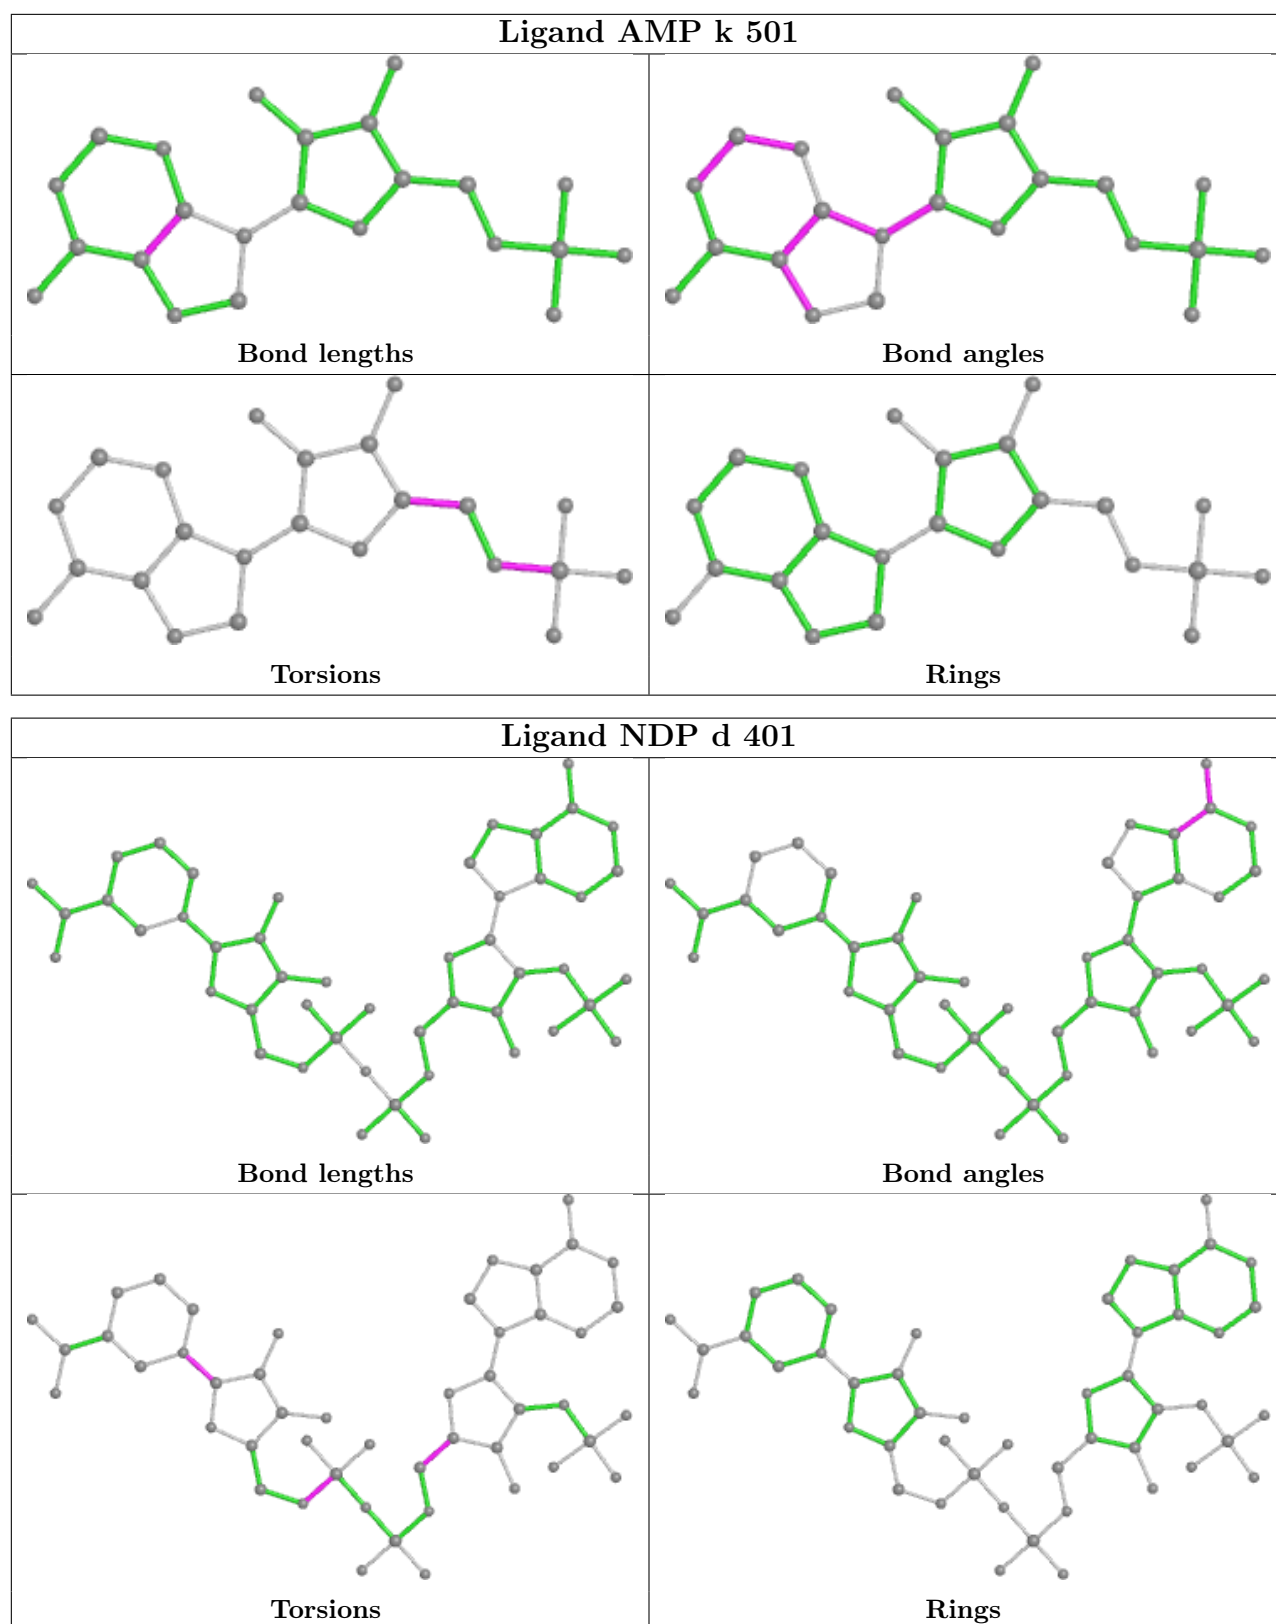 Ligand AMP k 501
Bond lengths
Bond angles
Torsions
Rings
Ligand NDP d 401
Bond lengths
Bond angles
Torsions
Rings